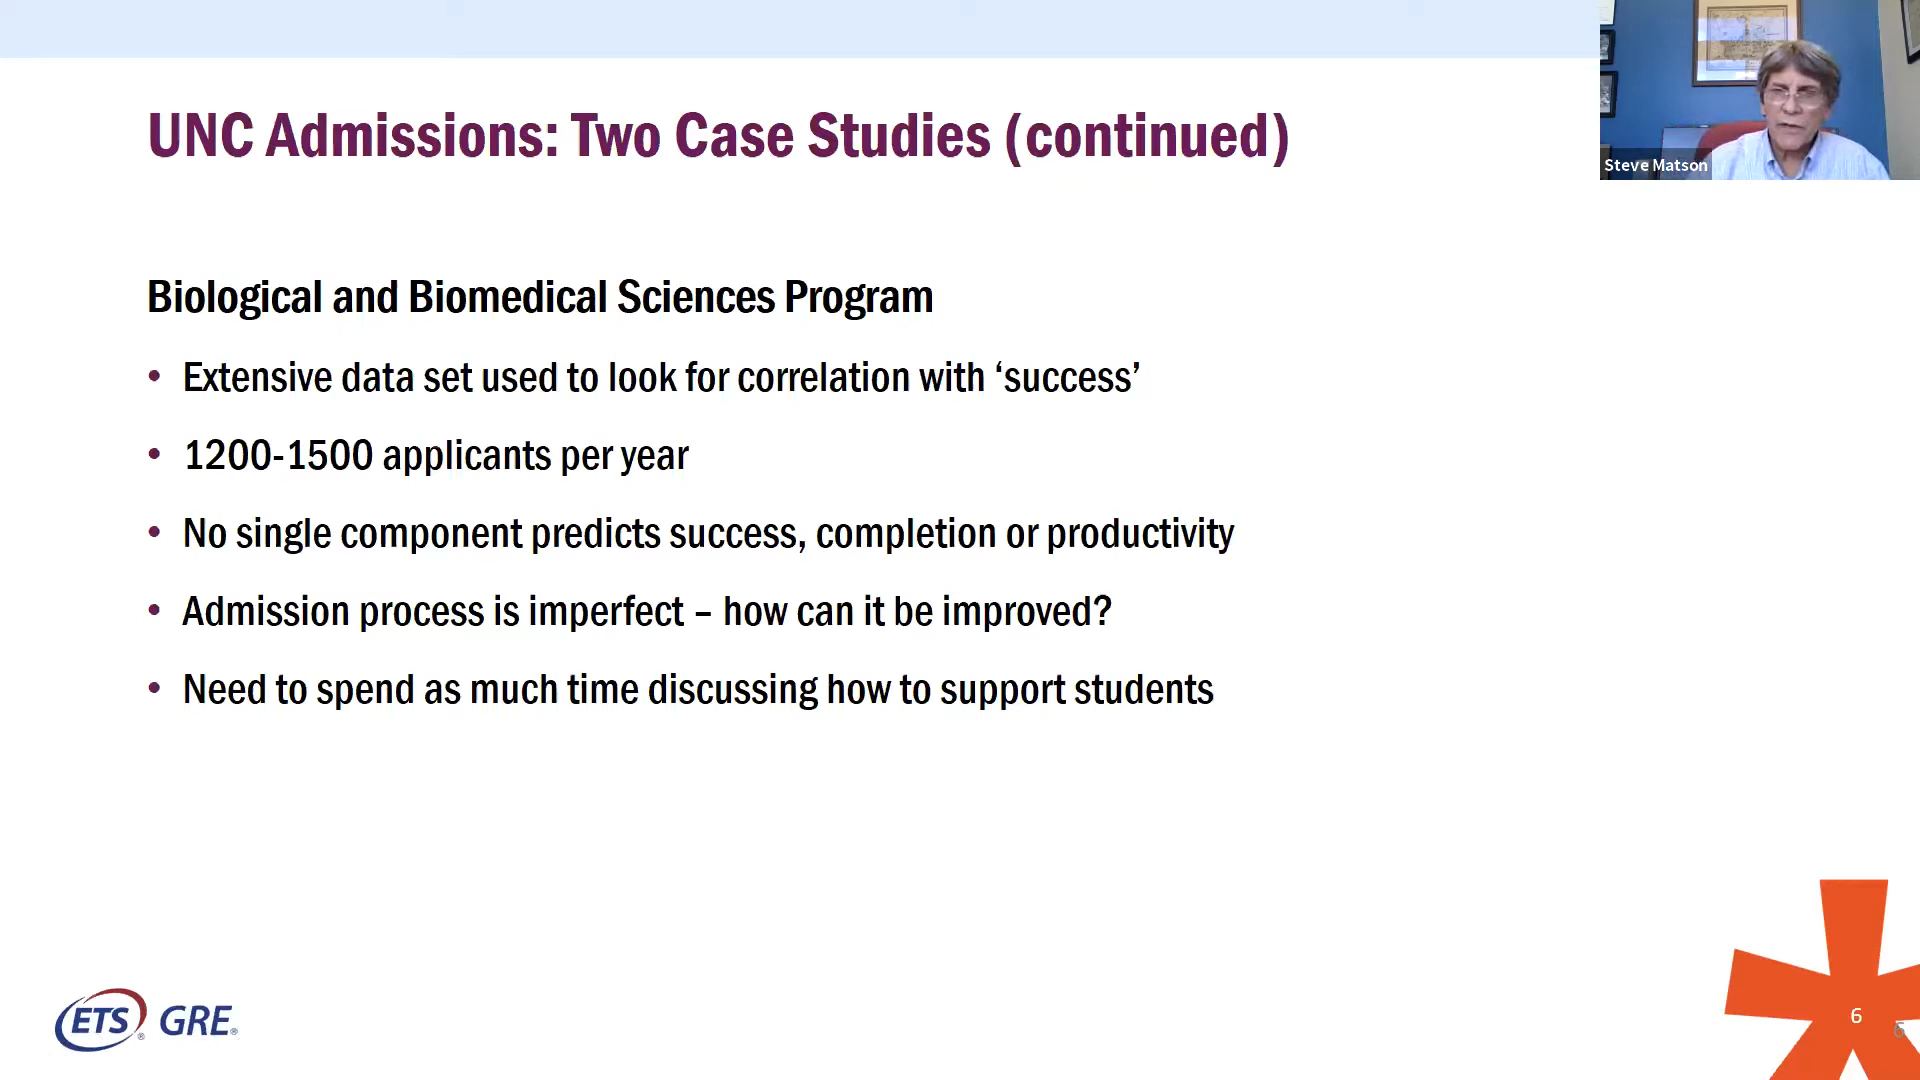 Steve Matson
UNC Admissions: Two Case Studies (continued)
Biological and Biomedical Sciences Program
• Extensive data set used to look for correlation with ‘success’
• 1200-1500 applicants per year
• No single component predicts success, completion or productivity
• Admission process is imperfect – how can it be improved?
• Need to spend as much time discussing how to support students
ETS® GRE®
6
6